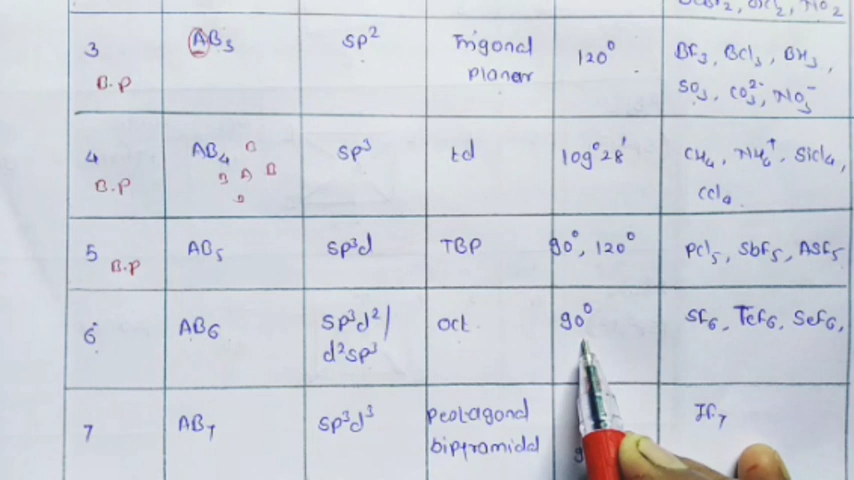 3 AB3 sp² Trigonal planar 120° BF3, BCl3, BH3,
B.P SO3, CO3²⁻, NO3⁻
4 AB4 sp³ td 109°28' CH4, NH4⁺, SiCl4,
B.P CCl4
B
B A B
B
5 AB5 sp³d TBP 90°, 120° PCl5, SbF5, ASF5
B.P
6 AB6 sp³d²/ oct 90° SF6, TeF6, SeF6,
d²sp³
7 AB7 sp³d³ pentagonal IF7
bipyramidal